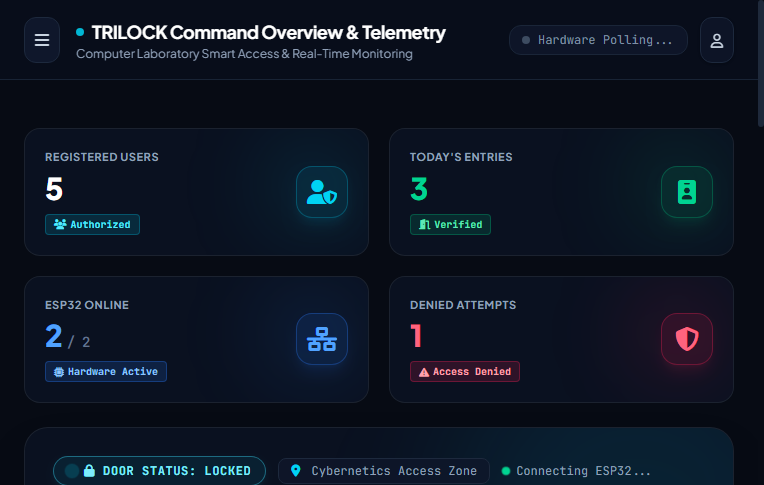 TRILOCK Command Overview & Telemetry
Computer Laboratory Smart Access & Real-Time Monitoring
Hardware Polling...
REGISTERED USERS
5
Authorized
TODAY'S ENTRIES
3
Verified
ESP32 ONLINE
2 / 2
Hardware Active
DENIED ATTEMPTS
1
Access Denied
DOOR STATUS: LOCKED
Cybernetics Access Zone
Connecting ESP32...